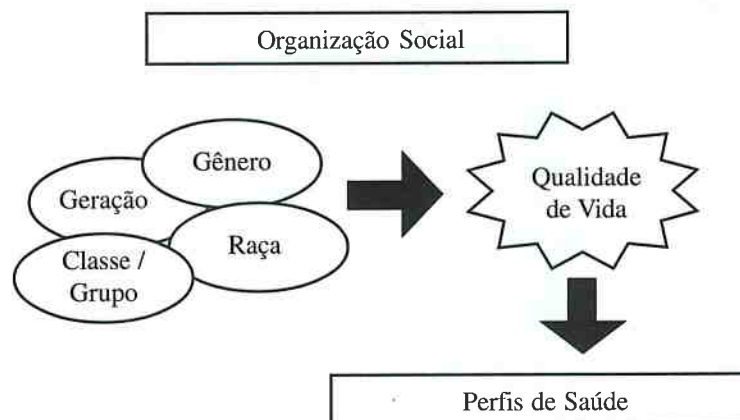 Organização Social
Gênero
Geração
Raça
Classe /
Grupo
Qualidade
de Vida
Perfis de Saúde